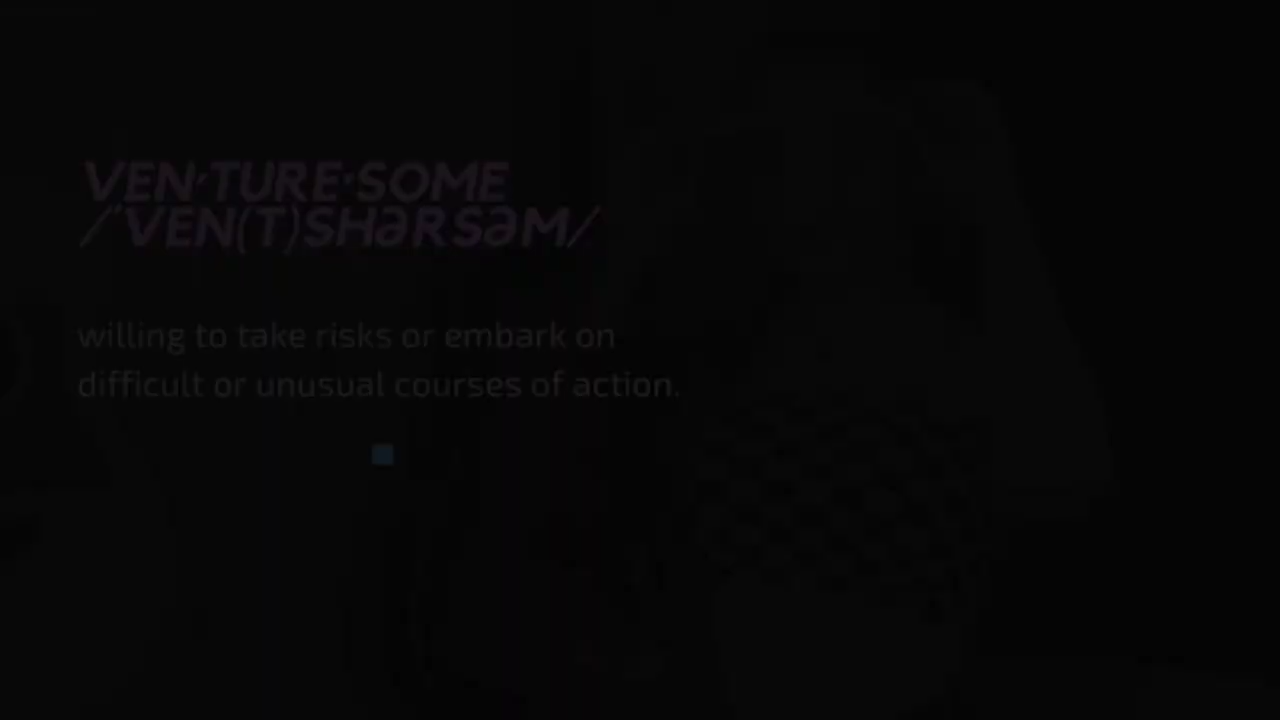 VEN·TURE·SOME
/ˈVEN(T)SHƏRSƏM/
willing to take risks or embark on
difficult or unusual courses of action.